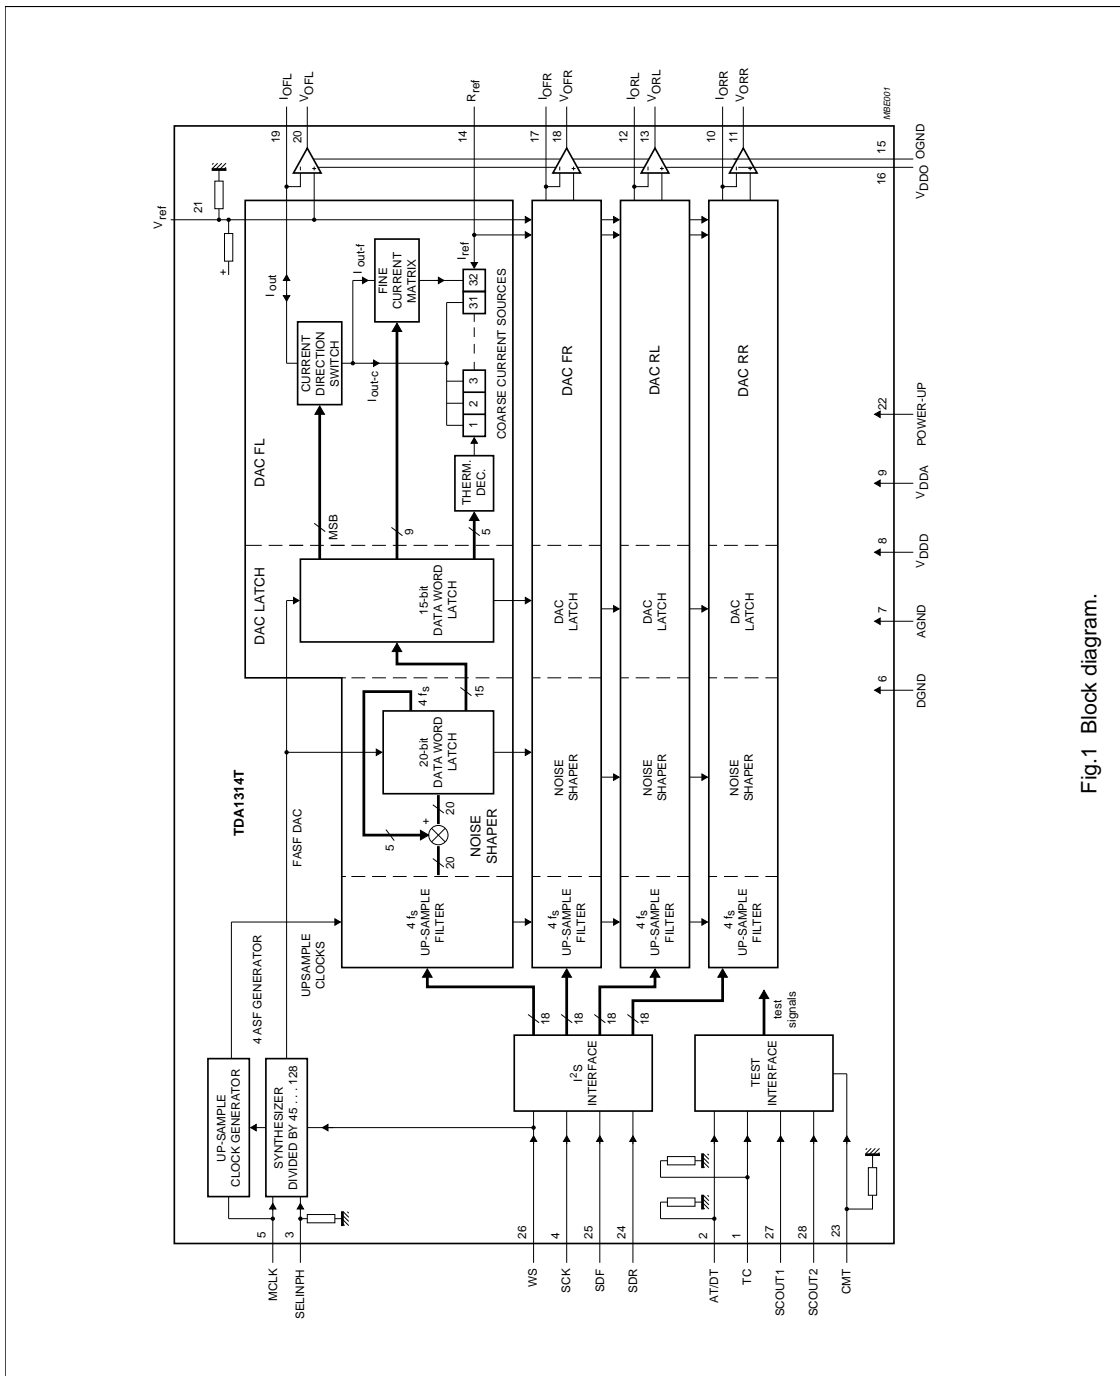 TDA1314T
MCLK
5
SELINPH
3
UP-SAMPLE
CLOCK GENERATOR
SYNTHESIZER
DIVIDED BY 45 . . . 128
4 ASF GENERATOR
UPSAMPLE
CLOCKS
FASF DAC
WS
26
SCK
4
SDF
25
SDR
24
I²S
INTERFACE
18
18
18
18
AT/DT
2
TC
1
SCOUT1
27
SCOUT2
28
CMT
23
TEST
INTERFACE
test
signals
4 fs
UP-SAMPLE
FILTER
20
5
+
20
NOISE
SHAPER
20-bit
DATA WORD
LATCH
4 fs
15
DAC LATCH
15-bit
DATA WORD
LATCH
DAC FL
MSB
9
5
CURRENT
DIRECTION
SWITCH
I out
I out-f
I out-c
FINE
CURRENT
MATRIX
THERM.
DEC.
1
2
3
31
32
COARSE CURRENT SOURCES
Iref
Vref
21
+
4 fs
UP-SAMPLE
FILTER
NOISE
SHAPER
DAC
LATCH
DAC FR
4 fs
UP-SAMPLE
FILTER
NOISE
SHAPER
DAC
LATCH
DAC RL
4 fs
UP-SAMPLE
FILTER
NOISE
SHAPER
DAC
LATCH
DAC RR
19
IOFL
20
VOFL
14
Rref
17
IOFR
18
VOFR
12
IORL
13
VORL
10
IORR
11
VORR
−
+
−
+
−
+
−
+
6
DGND
7
AGND
8
VDDD
9
VDDA
22
POWER-UP
16
VDDO
15
OGND
MBE001
Fig.1 Block diagram.